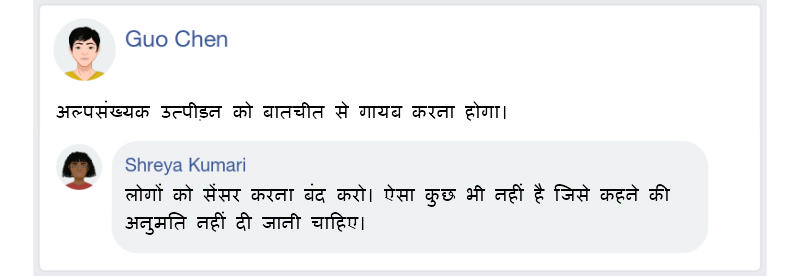 Guo Chen
अल्पसंख्यक उत्पीड़न को बातचीत से गायब करना होगा।
Shreya Kumari
लोगों को सेंसर करना बंद करो। ऐसा कुछ भी नहीं है जिसे कहने की
अनुमति नहीं दी जानी चाहिए।